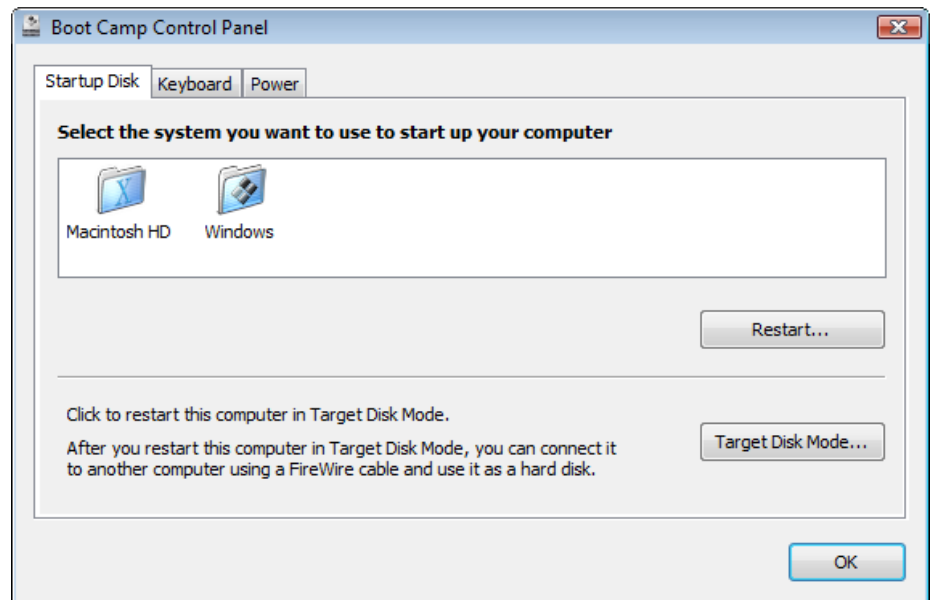 Boot Camp Control Panel
Startup Disk Keyboard Power
Select the system you want to use to start up your computer
X
Macintosh HD Windows
Restart...
Click to restart this computer in Target Disk Mode.
After you restart this computer in Target Disk Mode, you can connect it
to another computer using a FireWire cable and use it as a hard disk.
Target Disk Mode...
OK